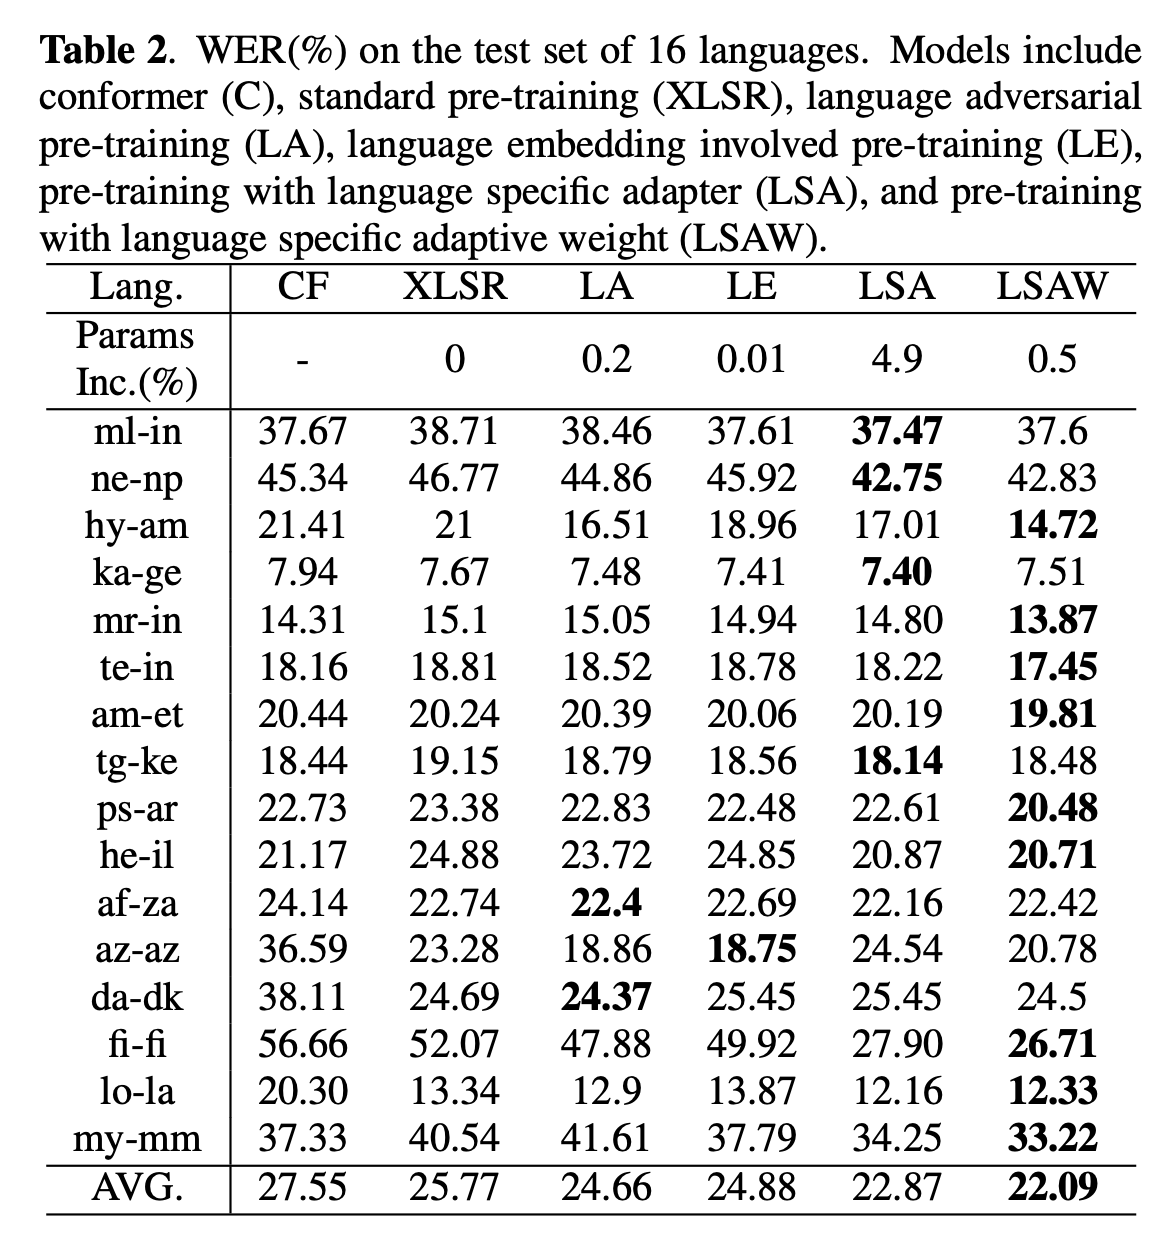 Table 2. WER(%) on the test set of 16 languages. Models include
conformer (C), standard pre-training (XLSR), language adversarial
pre-training (LA), language embedding involved pre-training (LE),
pre-training with language specific adapter (LSA), and pre-training
with language specific adaptive weight (LSAW).
Lang. CF XLSR LA LE LSA LSAW
Params
Inc.(%) - 0 0.2 0.01 4.9 0.5
ml-in 37.67 38.71 38.46 37.61 37.47 37.6
ne-np 45.34 46.77 44.86 45.92 42.75 42.83
hy-am 21.41 21 16.51 18.96 17.01 14.72
ka-ge 7.94 7.67 7.48 7.41 7.40 7.51
mr-in 14.31 15.1 15.05 14.94 14.80 13.87
te-in 18.16 18.81 18.52 18.78 18.22 17.45
am-et 20.44 20.24 20.39 20.06 20.19 19.81
tg-ke 18.44 19.15 18.79 18.56 18.14 18.48
ps-ar 22.73 23.38 22.83 22.48 22.61 20.48
he-il 21.17 24.88 23.72 24.85 20.87 20.71
af-za 24.14 22.74 22.4 22.69 22.16 22.42
az-az 36.59 23.28 18.86 18.75 24.54 20.78
da-dk 38.11 24.69 24.37 25.45 25.45 24.5
fi-fi 56.66 52.07 47.88 49.92 27.90 26.71
lo-la 20.30 13.34 12.9 13.87 12.16 12.33
my-mm 37.33 40.54 41.61 37.79 34.25 33.22
AVG. 27.55 25.77 24.66 24.88 22.87 22.09